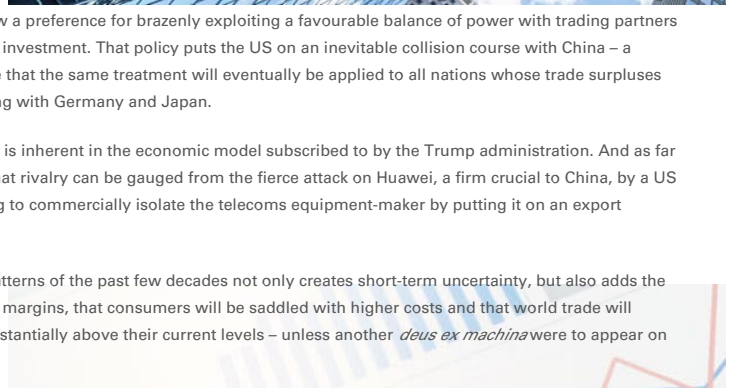 a preference for brazenly exploiting a favourable balance of power with trading partners
investment. That policy puts the US on an inevitable collision course with China – a
that the same treatment will eventually be applied to all nations whose trade surpluses
with Germany and Japan.
is inherent in the economic model subscribed to by the Trump administration. And as far
rivalry can be gauged from the fierce attack on Huawei, a firm crucial to China, by a US
to commercially isolate the telecoms equipment-maker by putting it on an export
of the past few decades not only creates short-term uncertainty, but also adds the
margins, that consumers will be saddled with higher costs and that world trade will
above their current levels – unless another deus ex machina were to appear on